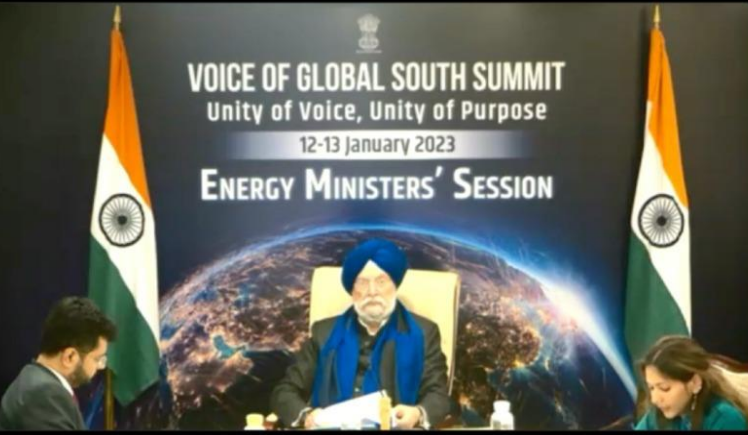 VOICE OF GLOBAL SOUTH SUMMIT
Unity of Voice, Unity of Purpose
12-13 January 2023
ENERGY MINISTERS' SESSION